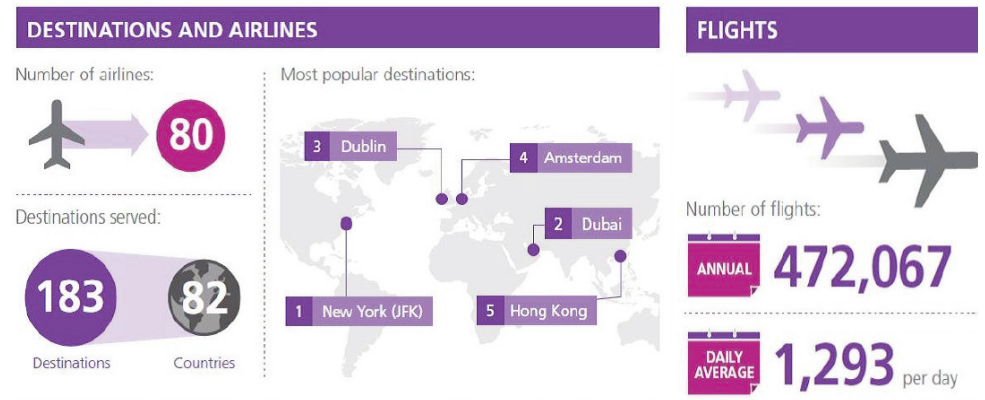 DESTINATIONS AND AIRLINES
Number of airlines:
80
Destinations served:
183
82
Destinations
Countries
Most popular destinations:
3 Dublin
4 Amsterdam
2 Dubai
1 New York (JFK)
5 Hong Kong
FLIGHTS
Number of flights:
ANNUAL
472,067
DAILY
AVERAGE
1,293 per day